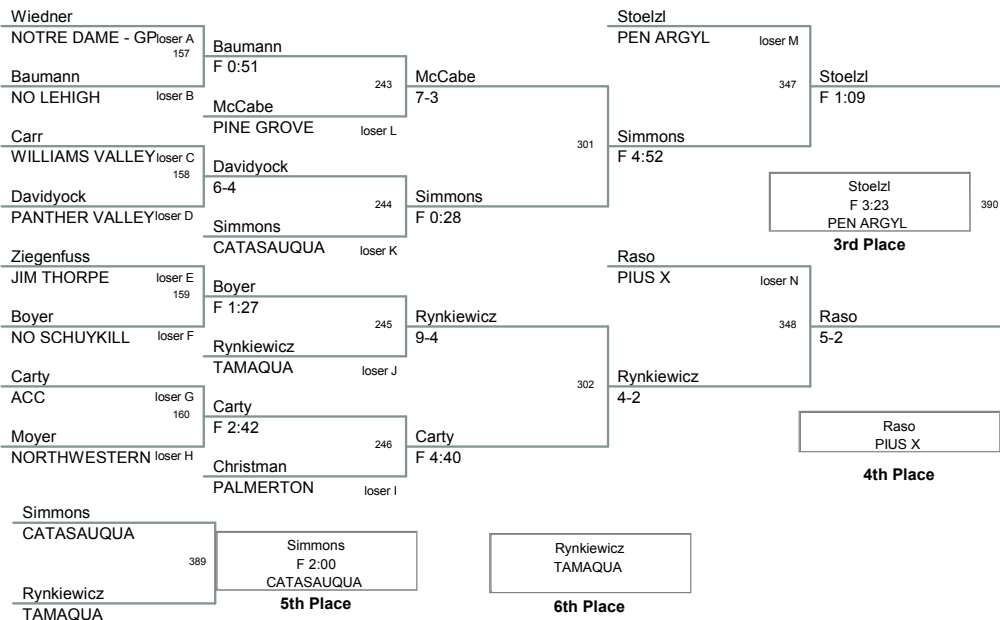 Wiedner
NOTRE DAME - GP
loser A
157
Baumann
NO LEHIGH
loser B
Carr
WILLIAMS VALLEY
loser C
158
Davidyock
PANTHER VALLEY
loser D
Ziegenfuss
JIM THORPE
loser E
159
Boyer
NO SCHUYKILL
loser F
Carty
ACC
loser G
160
Moyer
NORTHWESTERN
loser H
Baumann
F 0:51
243
McCabe
PINE GROVE
loser L
Davidyock
6-4
244
Simmons
CATASAUQUA
loser K
Boyer
F 1:27
245
Rynkiewicz
TAMAQUA
loser J
Carty
F 2:42
246
Christman
PALMERTON
loser I
McCabe
7-3
301
Simmons
F 0:28
Rynkiewicz
9-4
302
Carty
F 4:40
Stoelzl
PEN ARGYL
loser M
347
Simmons
F 4:52
Raso
PIUS X
loser N
348
Rynkiewicz
4-2
Stoelzl
F 1:09
Stoelzl
F 3:23
PEN ARGYL
390
3rd Place
Raso
5-2
Raso
PIUS X
4th Place
Simmons
CATASAUQUA
389
Rynkiewicz
TAMAQUA
Simmons
F 2:00
CATASAUQUA
5th Place
Rynkiewicz
TAMAQUA
6th Place